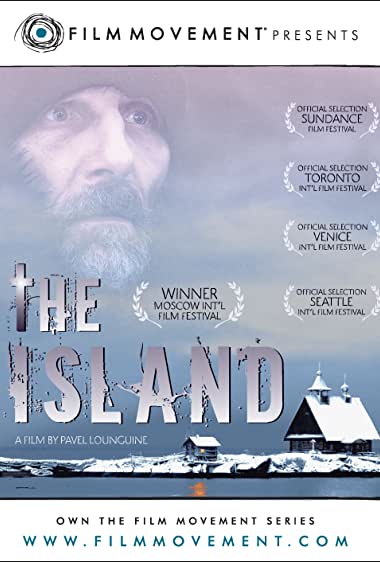 FILM MOVEMENT® PRESENTS
OFFICIAL SELECTION
SUNDANCE
FILM FESTIVAL
OFFICIAL SELECTION
TORONTO
INT'L FILM FESTIVAL
OFFICIAL SELECTION
VENICE
INT'L FILM FESTIVAL
OFFICIAL SELECTION
SEATTLE
INT'L FILM FESTIVAL
WINNER
MOSCOW INT'L
FILM FESTIVAL
THE
ISLAND
A FILM BY PAVEL LOUNGUINE
OWN THE FILM MOVEMENT SERIES
WWW.FILMMOVEMENT.COM